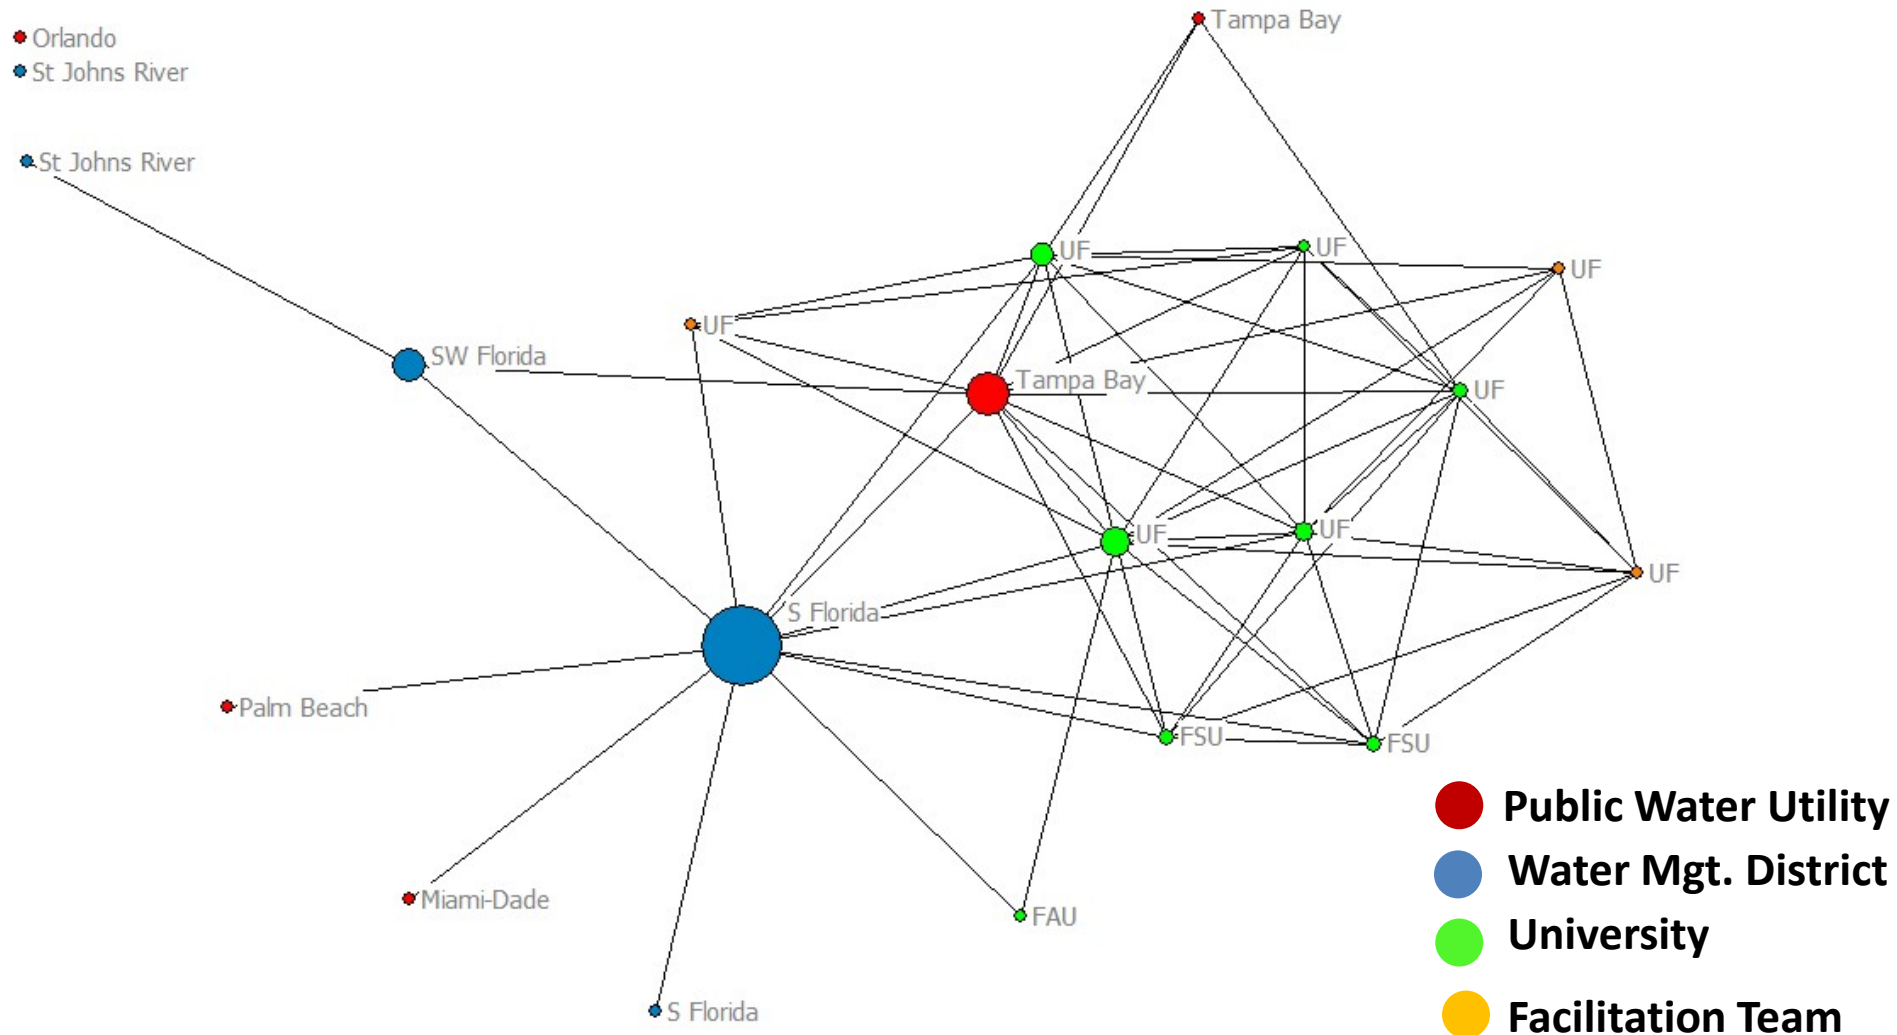 Tampa Bay
Orlando
St Johns River
St Johns River
UF
UF
UF
UF
SW Florida
Tampa Bay
UF
UF
UF
UF
S Florida
Palm Beach
FSU
FSU
Miami-Dade
FAU
S Florida
Public Water Utility
Water Mgt. District
University
Facilitation Team